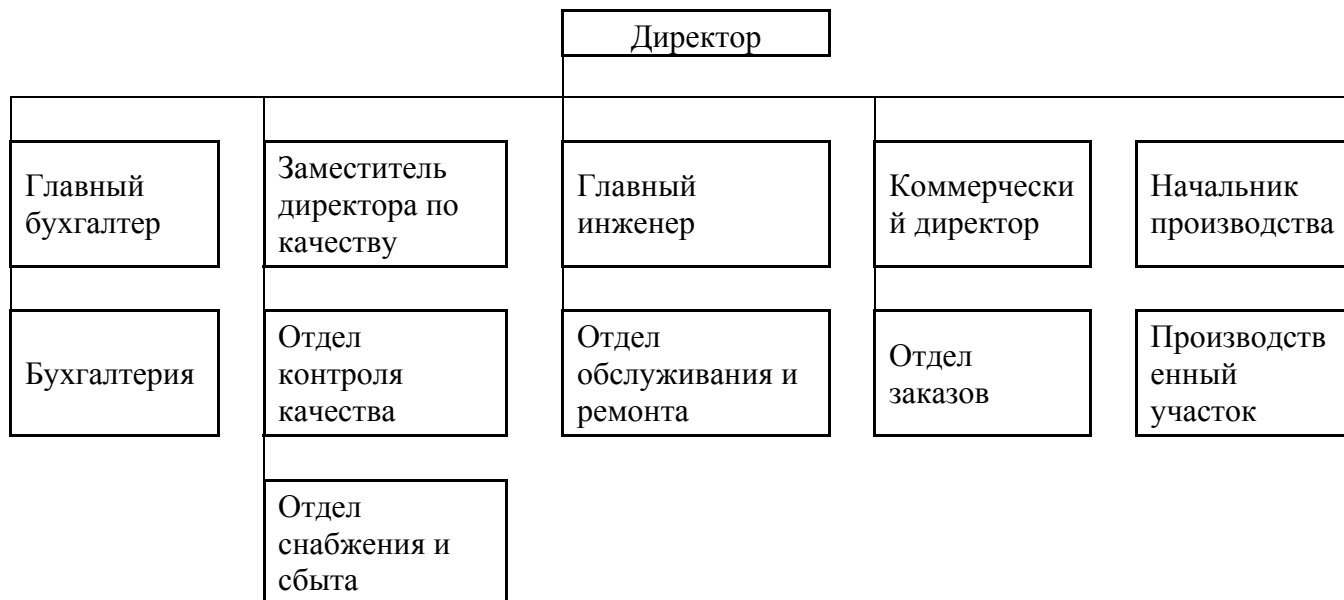 Директор
Главный
бухгалтер
Заместитель
директора по
качеству
Главный
инженер
Коммерчески
й директор
Начальник
производства
Бухгалтерия
Отдел
контроля
качества
Отдел
обслуживания и
ремонта
Отдел
заказов
Производств
енный
участок
Отдел
снабжения и
сбыта